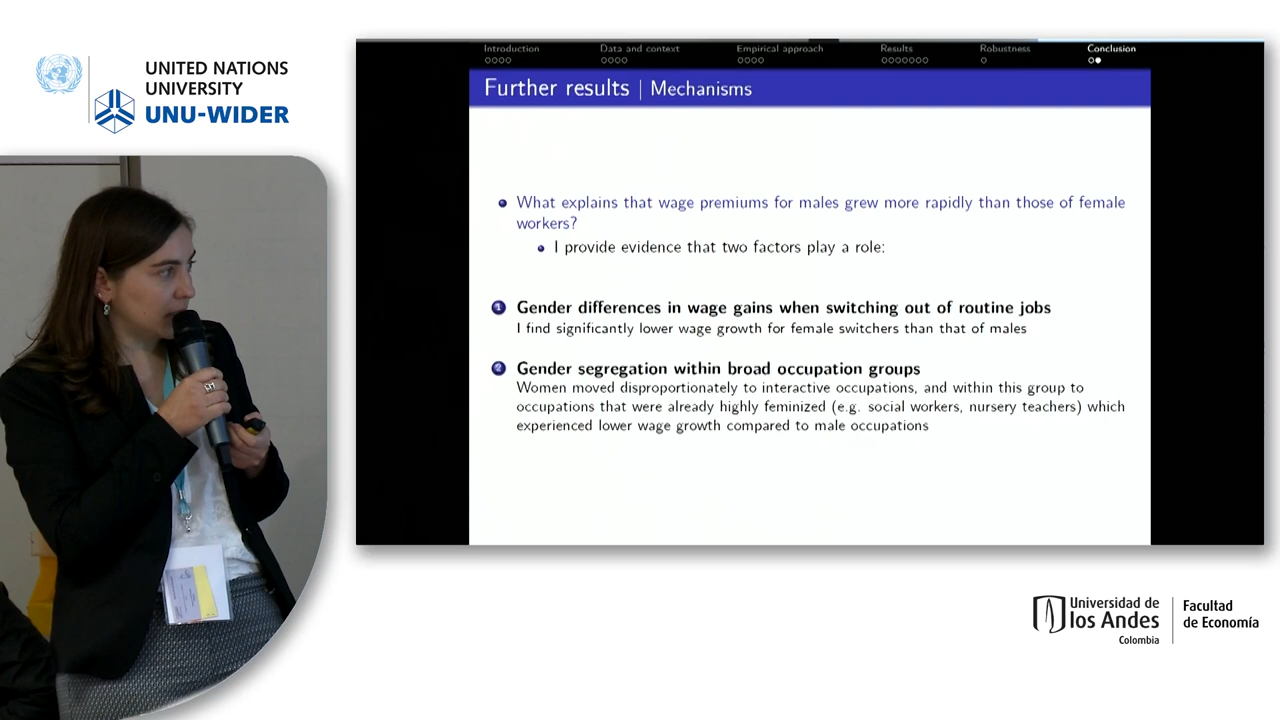 UNITED NATIONS
UNIVERSITY
UNU-WIDER
Introduction Data and context Empirical approach Results Robustness Conclusion
Further results | Mechanisms
What explains that wage premiums for males grew more rapidly than those of female
workers?
I provide evidence that two factors play a role:
1 Gender differences in wage gains when switching out of routine jobs
I find significantly lower wage growth for female switchers than that of males
2 Gender segregation within broad occupation groups
Women moved disproportionately to interactive occupations, and within this group to
occupations that were already highly feminized (e.g. social workers, nursery teachers) which
experienced lower wage growth compared to male occupations
Universidad de
los Andes
Colombia
Facultad
de Economía